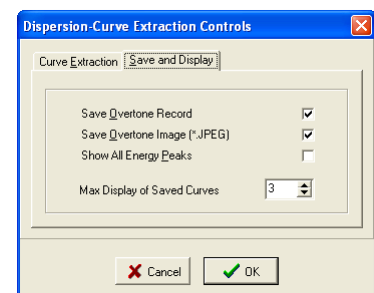 Dispersion-Curve Extraction Controls
Curve Extraction Save and Display
Save Overtone Record
Save Overtone Image (*.JPEG)
Show All Energy Peaks
Max Display of Saved Curves 3
Cancel OK